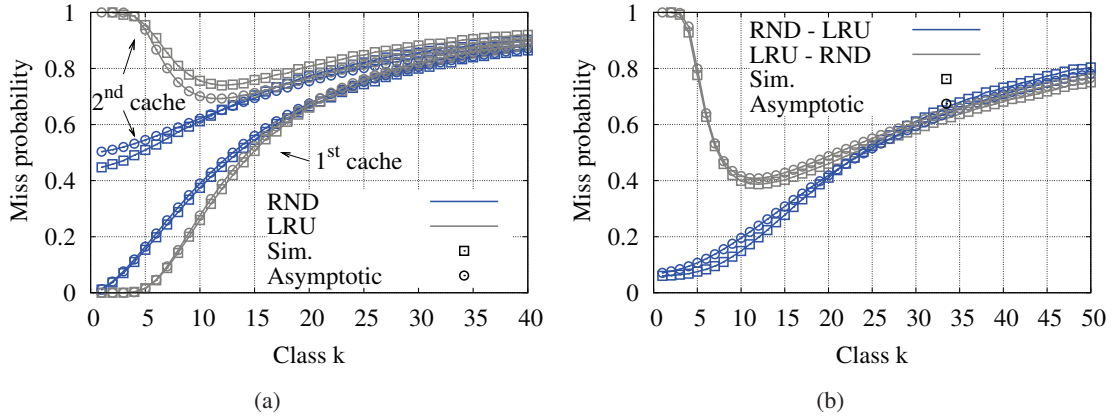 1
0.8
0.6
0.4
0.2
0
Miss probability
2nd cache
1st cache
RND
LRU
Sim.
Asymptotic
0 5 10 15 20 25 30 35 40
Class k
(a)
1
0.8
0.6
0.4
0.2
0
Miss probability
RND - LRU
LRU - RND
Sim.
Asymptotic
0 5 10 15 20 25 30 35 40 45 50
Class k
(b)